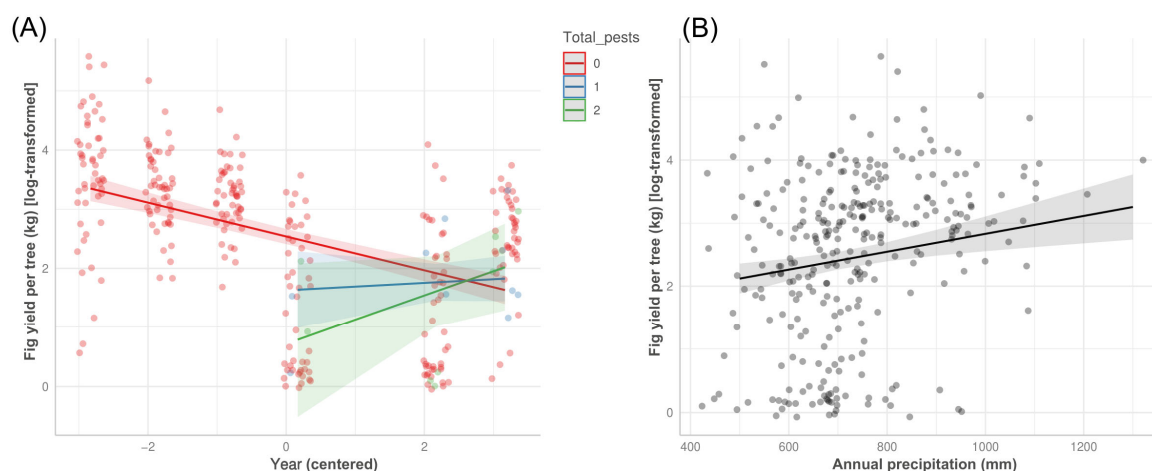 (A)
Fig yield per tree (kg) [log-transformed]
4
2
0
−2
0
2
Year (centered)
Total_pests
0
1
2
(B)
Fig yield per tree (kg) [log-transformed]
4
2
0
400
600
800
1000
1200
Annual precipitation (mm)